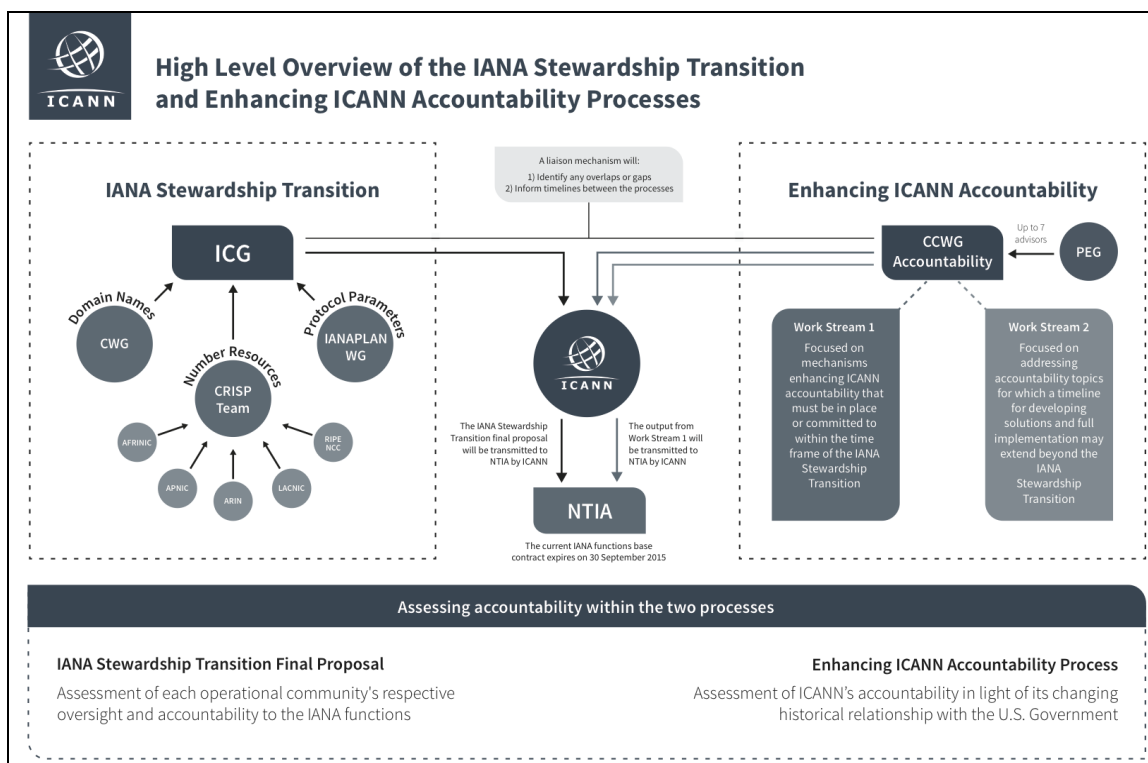 ICANN
High Level Overview of the IANA Stewardship Transition
and Enhancing ICANN Accountability Processes
IANA Stewardship Transition
ICG
Domain Names
CWG
Number Resources
CRISP
Team
Protocol Parameters
IANAPLAN
WG
AFRINIC
APNIC
ARIN
LACNIC
RIPE
NCC
A liaison mechanism will:
1) Identify any overlaps or gaps
2) Inform timelines between the processes
ICANN
The IANA Stewardship
Transition final proposal
will be transmitted to
NTIA by ICANN
The output from
Work Stream 1 will
be transmitted to
NTIA by ICANN
NTIA
The current IANA functions base
contract expires on 30 September 2015
Enhancing ICANN Accountability
CCWG
Accountability
Up to 7
advisors
PEG
Work Stream 1
Focused on
mechanisms
enhancing ICANN
accountability that
must be in place
or committed to
within the time
frame of the IANA
Stewardship
Transition
Work Stream 2
Focused on
addressing
accountability topics
for which a timeline
for developing
solutions and full
implementation may
extend beyond the
IANA
Stewardship
Transition
Assessing accountability within the two processes
IANA Stewardship Transition Final Proposal
Assessment of each operational community's respective
oversight and accountability to the IANA functions
Enhancing ICANN Accountability Process
Assessment of ICANN's accountability in light of its changing
historical relationship with the U.S. Government